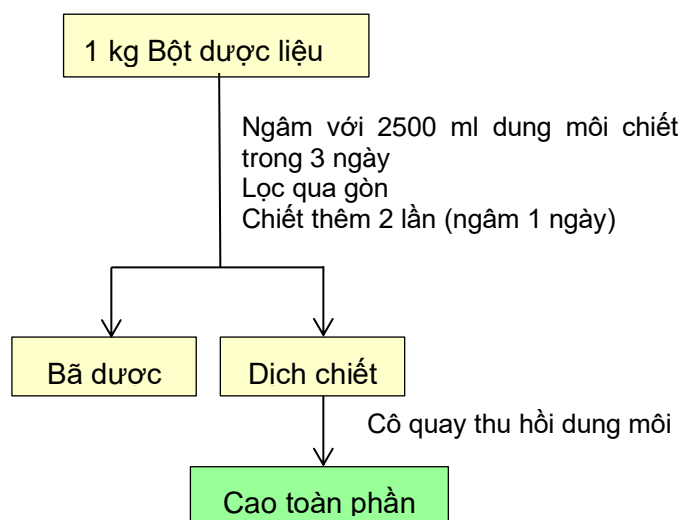 1 kg Bột dược liệu
Ngâm với 2500 ml dung môi chiết
trong 3 ngày
Lọc qua gòn
Chiết thêm 2 lần (ngâm 1 ngày)
Bã dươc
Dich chiết
Cô quay thu hồi dung môi
Cao toàn phần